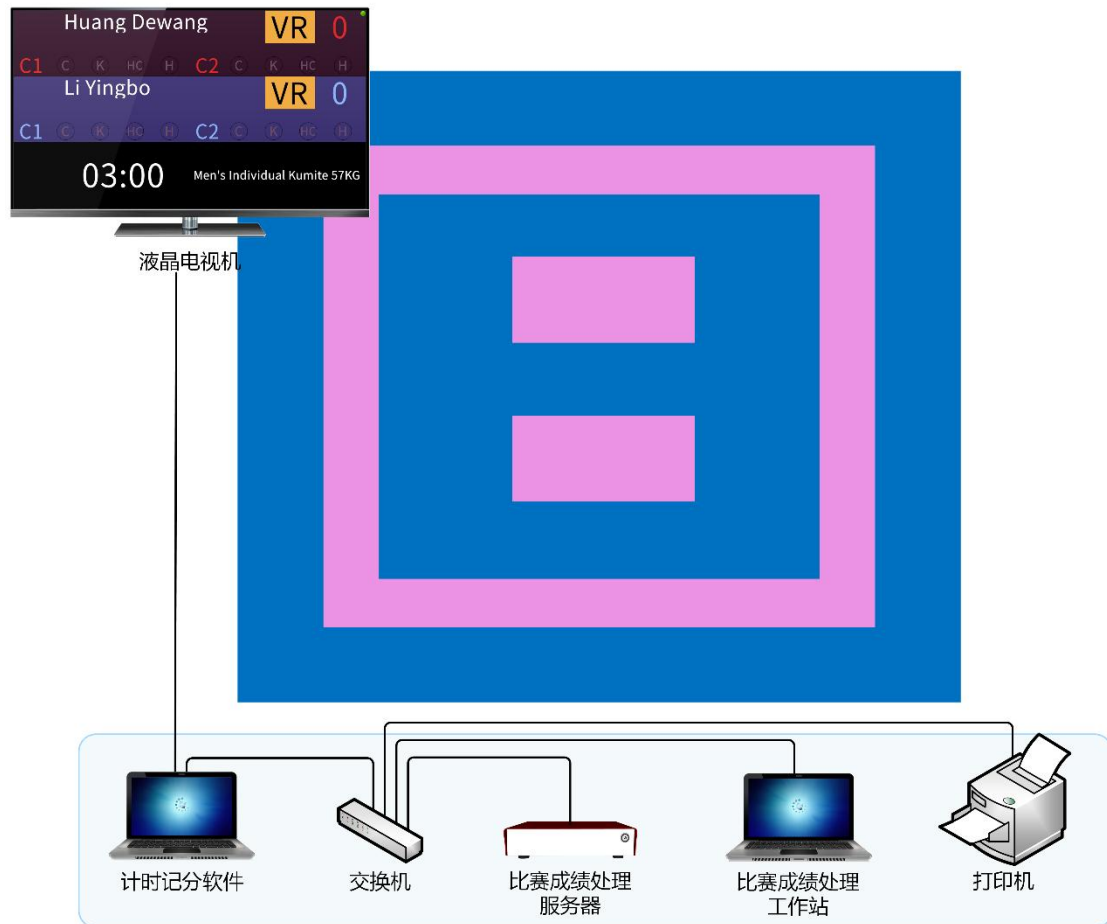 Huang Dewang VR 0
C1 C K HC H C2 C K HC H
Li Yingbo VR 0
C1 C K HC H C2 C K HC H
03:00 Men's Individual Kumite 57KG
液晶电视机
计时记分软件
交换机
比赛成绩处理
服务器
比赛成绩处理
工作站
打印机